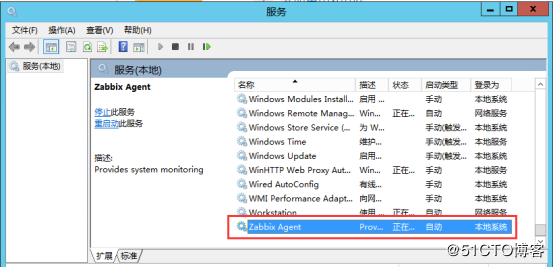 服务
文件(F) 操作(A) 查看(V) 帮助(H)
服务(本地)
服务(本地)
Zabbix Agent
停止此服务
重启动此服务
描述:
Provides system monitoring
名称 描述 状态 启动类型 登录为
Windows Modules Install... 启用 ... 手动 本地系统
Windows Remote Manag... Win... 正在... 自动 网络服务
Windows Store Service (... 为 W... 手动(触发... 本地系统
Windows Time 维护... 手动(触发... 本地服务
Windows Update 启用... 手动(触发... 本地系统
WinHTTP Web Proxy Aut... Win... 正在... 手动 本地服务
Wired AutoConfig 有线... 手动 本地系统
WMI Performance Adapt... 向网... 手动 本地系统
Workstation 使用 ... 正在... 自动 网络服务
Zabbix Agent Prov... 正在... 自动 本地系统
扩展 标准
@51CTO博客